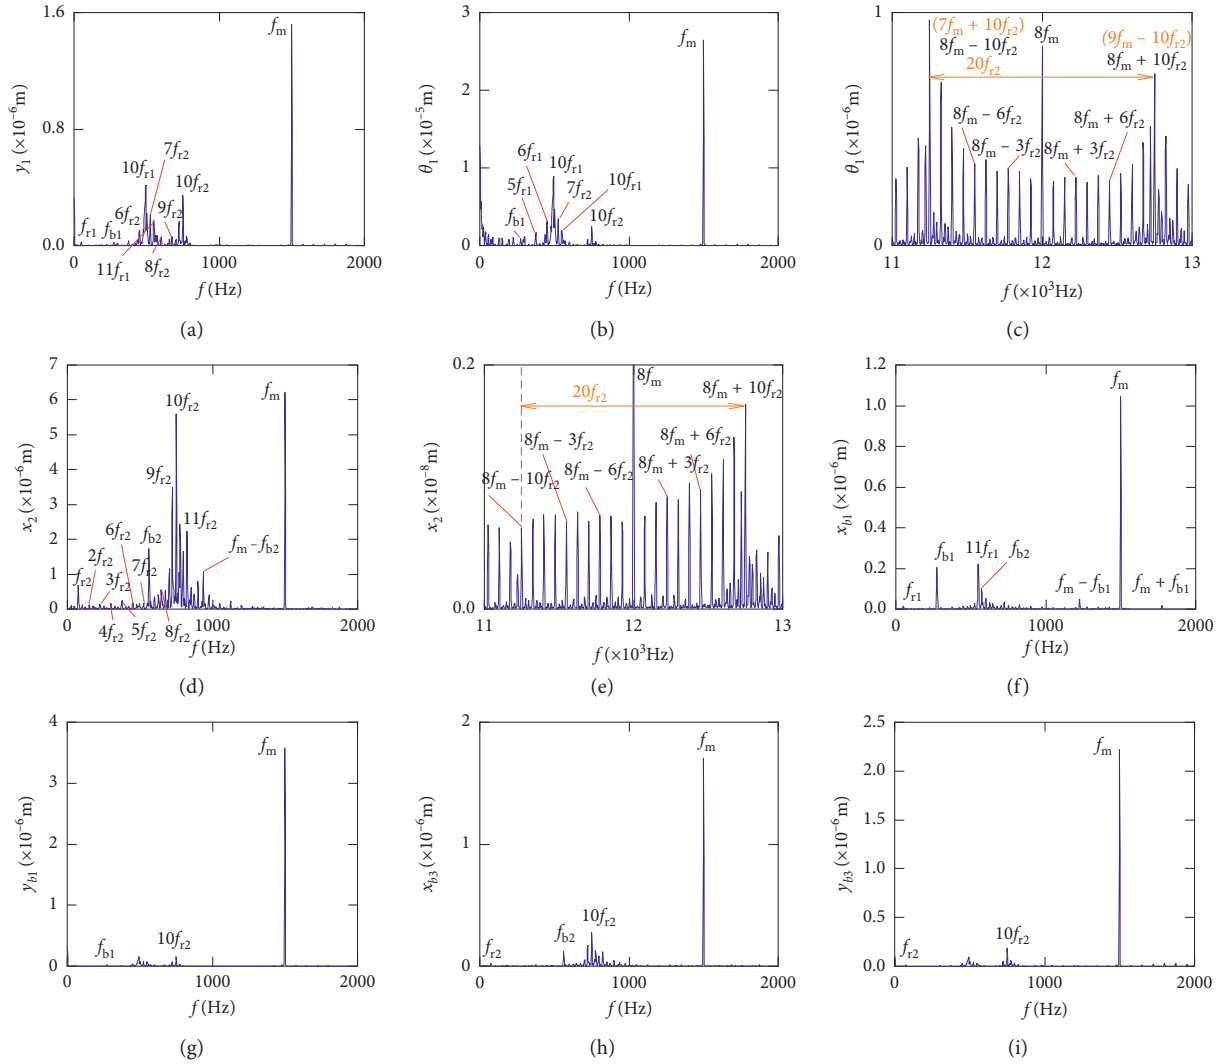 1.6
0.8
0.0
y1 (×10−6 m)
fm
7fr2
10fr1
10fr2
6fr2
9fr2
fr1
fb1
11fr1
8fr2
0
1000
2000
f (Hz)
(a)
3
2
1
0
θ1 (×10−5 m)
fm
6fr1
10fr1
5fr1
7fr2
10fr1
fb1
10fr2
0
1000
2000
f (Hz)
(b)
1
0
θ1 (×10−6 m)
(7fm + 10fr2)
8fm
(9fm − 10fr2)
8fm − 10fr2
8fm + 10fr2
20fr2
8fm − 6fr2
8fm + 6fr2
8fm − 3fr2
8fm + 3fr2
11
12
13
f (×103Hz)
(c)
7
6
5
4
3
2
1
0
x2 (×10−6 m)
fm
10fr2
9fr2
6fr2
fb2
11fr2
2fr2
7fr2
fm − fb2
fr2
3fr2
4fr2
5fr2
8fr2
0
1000
2000
f (Hz)
(d)
0.2
0.0
x2 (×10−8 m)
8fm
8fm + 10fr2
20fr2
8fm − 3fr2
8fm + 6fr2
8fm − 6fr2
8fm + 3fr2
8fm − 10fr2
11
12
13
f (×103Hz)
(e)
1.2
1.0
0.8
0.6
0.4
0.2
0.0
xb1 (×10−6 m)
fm
fb1
11fr1
fb2
fr1
fm − fb1
fm + fb1
0
1000
2000
f (Hz)
(f)
4
3
2
1
0
yb1 (×10−6 m)
fm
fb1
10fr2
0
1000
2000
f (Hz)
(g)
2
1
0
xb3 (×10−6 m)
fm
10fr2
fb2
fr2
0
1000
2000
f (Hz)
(h)
2.5
2.0
1.5
1.0
0.5
0.0
yb3 (×10−6 m)
fm
10fr2
fr2
0
1000
2000
f (Hz)
(i)